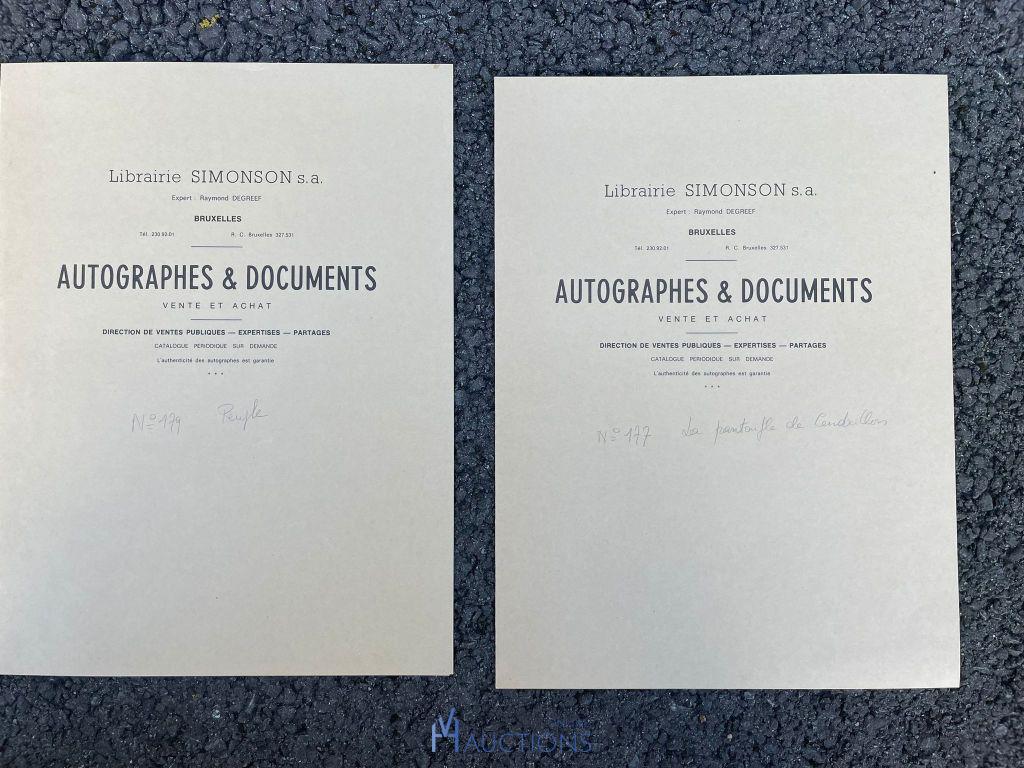 Librairie SIMONSON s.a.
Expert : Raymond DEGREEF
BRUXELLES
Tél. 230.92.01 R. C. Bruxelles 327.531
AUTOGRAPHES & DOCUMENTS
VENTE ET ACHAT
DIRECTION DE VENTES PUBLIQUES — EXPERTISES — PARTAGES
CATALOGUE PERIODIQUE SUR DEMANDE
L'authenticité des autographes est garantie
* * *
Nº 179 Peuple
Librairie SIMONSON s.a.
Expert : Raymond DEGREEF
BRUXELLES
Tél. 230.92.01 R. C. Bruxelles 327.531
AUTOGRAPHES & DOCUMENTS
VENTE ET ACHAT
DIRECTION DE VENTES PUBLIQUES — EXPERTISES — PARTAGES
CATALOGUE PERIODIQUE SUR DEMANDE
L'authenticité des autographes est garantie
* * *
Nº 177 La pantoufle de Cendrillon
AUCTIONS